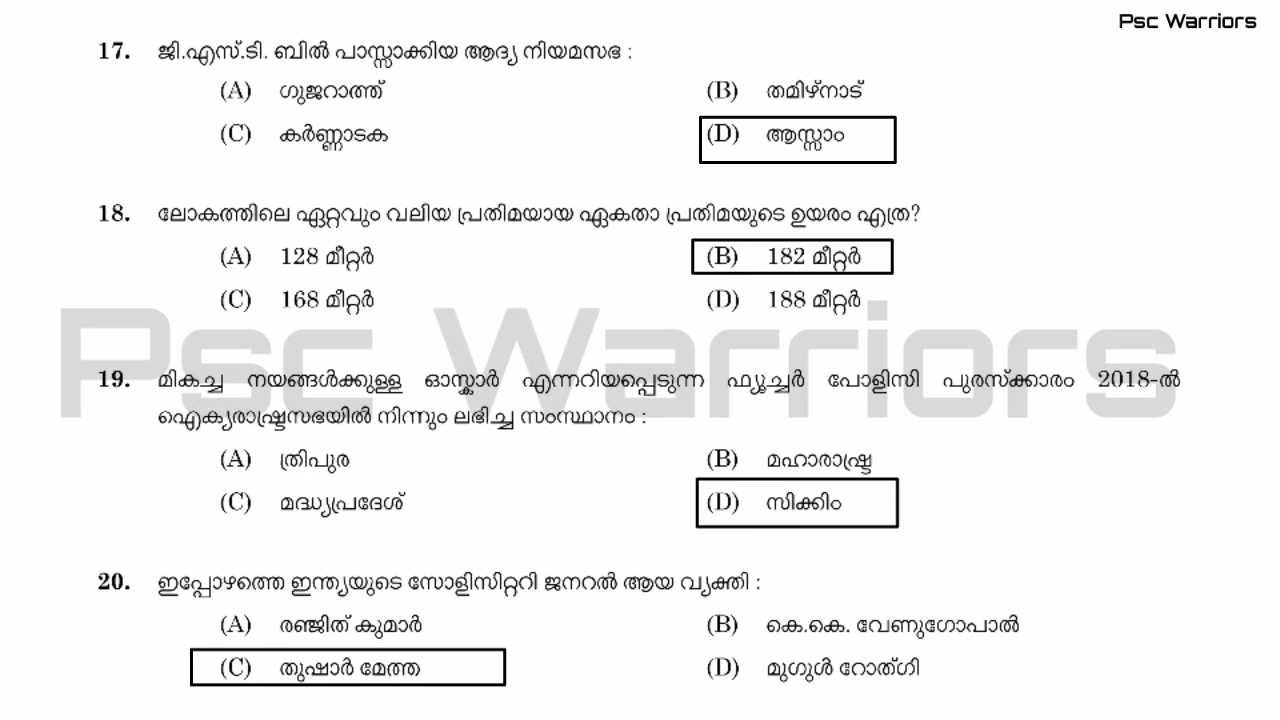 Psc Warriors
17. ജി.എസ്.ടി. ബിൽ പാസ്സാക്കിയ ആദ്യ നിയമസഭ :
(A) ഗുജറാത്ത് (B) തമിഴ്നാട്
(C) കർണ്ണാടക (D) ആസ്സാം
18. ലോകത്തിലെ ഏറ്റവും വലിയ പ്രതിമയായ ഏകതാ പ്രതിമയുടെ ഉയരം എത്ര?
(A) 128 മീറ്റർ (B) 182 മീറ്റർ
(C) 168 മീറ്റർ (D) 188 മീറ്റർ
Psc Warriors
19. മികച്ച നയങ്ങൾക്കുള്ള ഓസ്കാർ എന്നറിയപ്പെടുന്ന ഫ്യൂച്ചർ പോളിസി പുരസ്ക്കാരം 2018-ൽ
ഐക്യരാഷ്ട്രസഭയിൽ നിന്നും ലഭിച്ച സംസ്ഥാനം :
(A) ത്രിപുര (B) മഹാരാഷ്ട്ര
(C) മദ്ധ്യപ്രദേശ് (D) സിക്കിം
20. ഇപ്പോഴത്തെ ഇന്ത്യയുടെ സോളിസിറ്ററി ജനറൽ ആയ വ്യക്തി :
(A) രഞ്ജിത് കുമാർ (B) കെ.കെ. വേണുഗോപാൽ
(C) തുഷാർ മേത്ത (D) മുഗുൾ റോത്ഗി